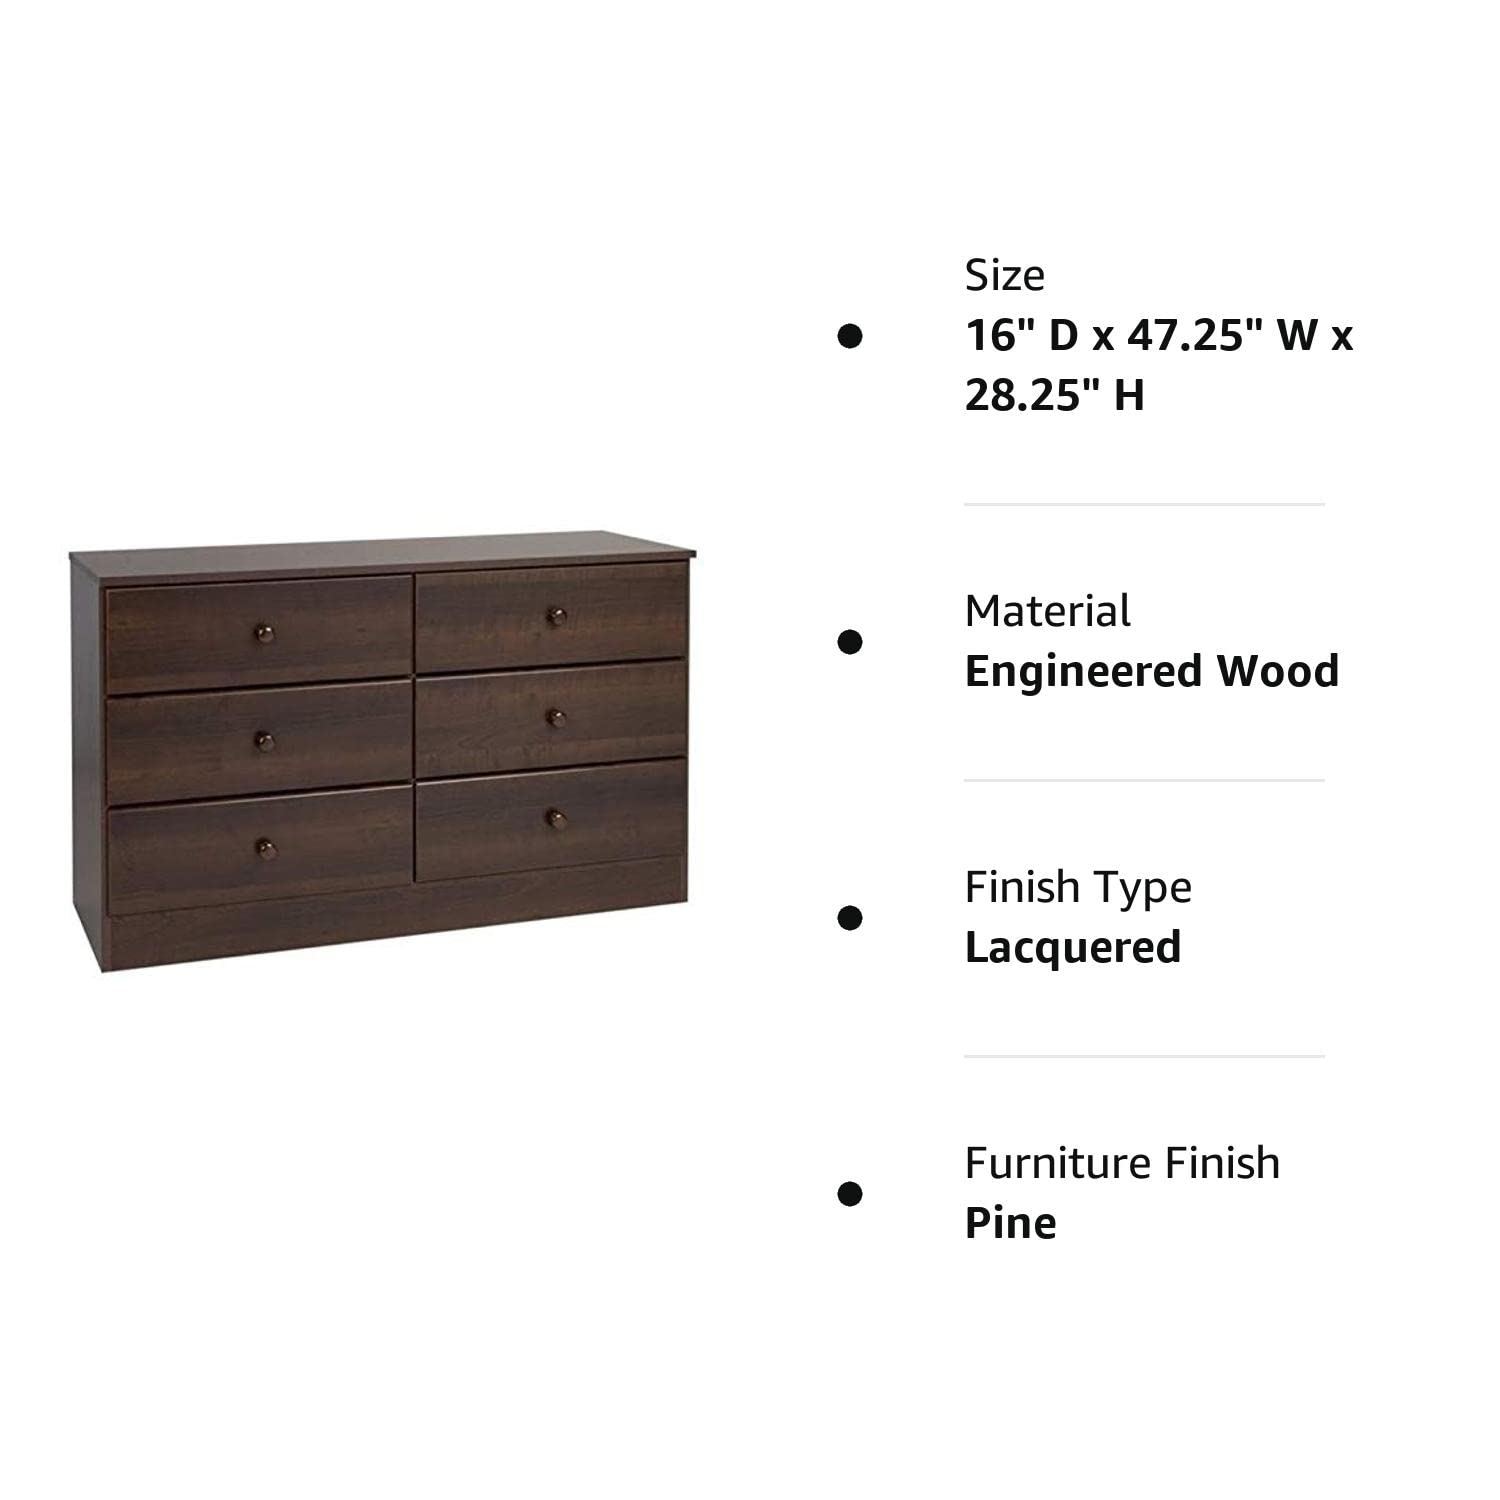 Size
16" D x 47.25" W x
28.25" H
Material
Engineered Wood
Finish Type
Lacquered
Furniture Finish
Pine